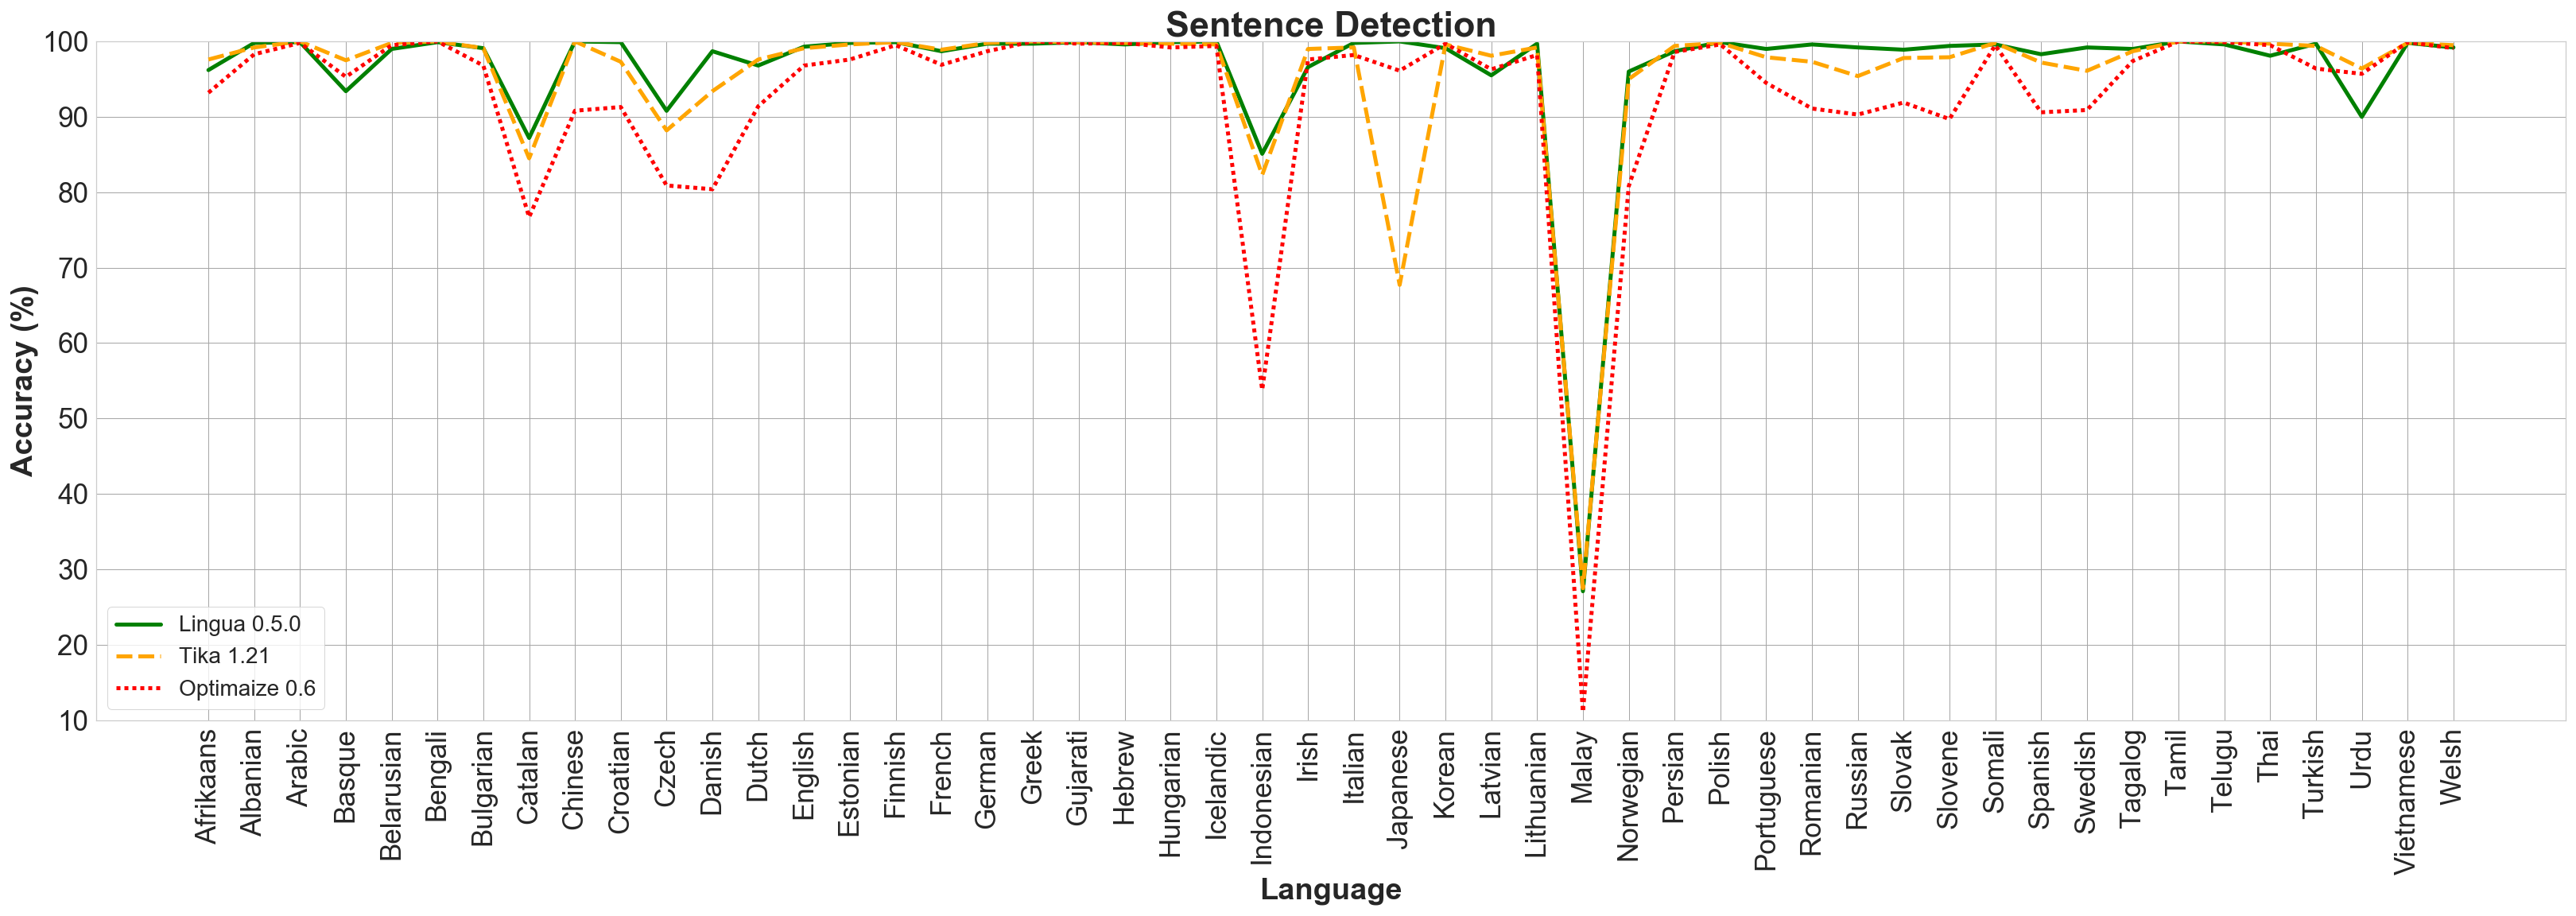 Sentence Detection
Accuracy (%)
100
90
80
70
60
50
40
30
20
10
Lingua 0.5.0
Tika 1.21
Optimaize 0.6
Afrikaans
Albanian
Arabic
Basque
Belarusian
Bengali
Bulgarian
Catalan
Chinese
Croatian
Czech
Danish
Dutch
English
Estonian
Finnish
French
German
Greek
Gujarati
Hebrew
Hungarian
Icelandic
Indonesian
Irish
Italian
Japanese
Korean
Latvian
Lithuanian
Malay
Norwegian
Persian
Polish
Portuguese
Romanian
Russian
Slovak
Slovene
Somali
Spanish
Swedish
Tagalog
Tamil
Telugu
Thai
Turkish
Urdu
Vietnamese
Welsh
Language